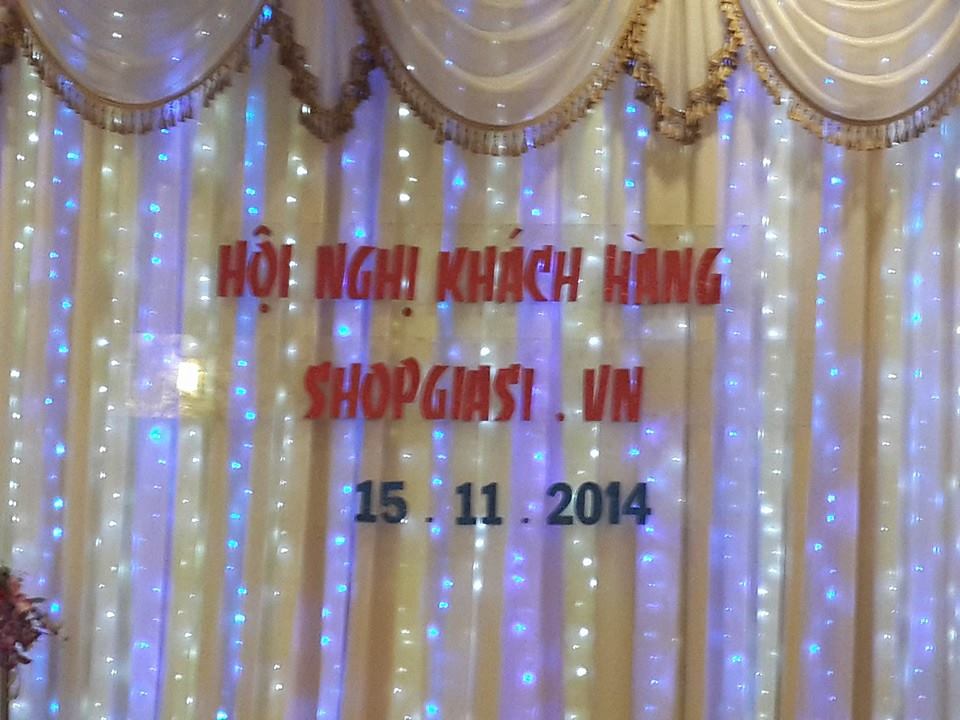 HỘI NGHỊ KHÁCH HÀNG
SHOPGIASI . VN
15 . 11 . 2014